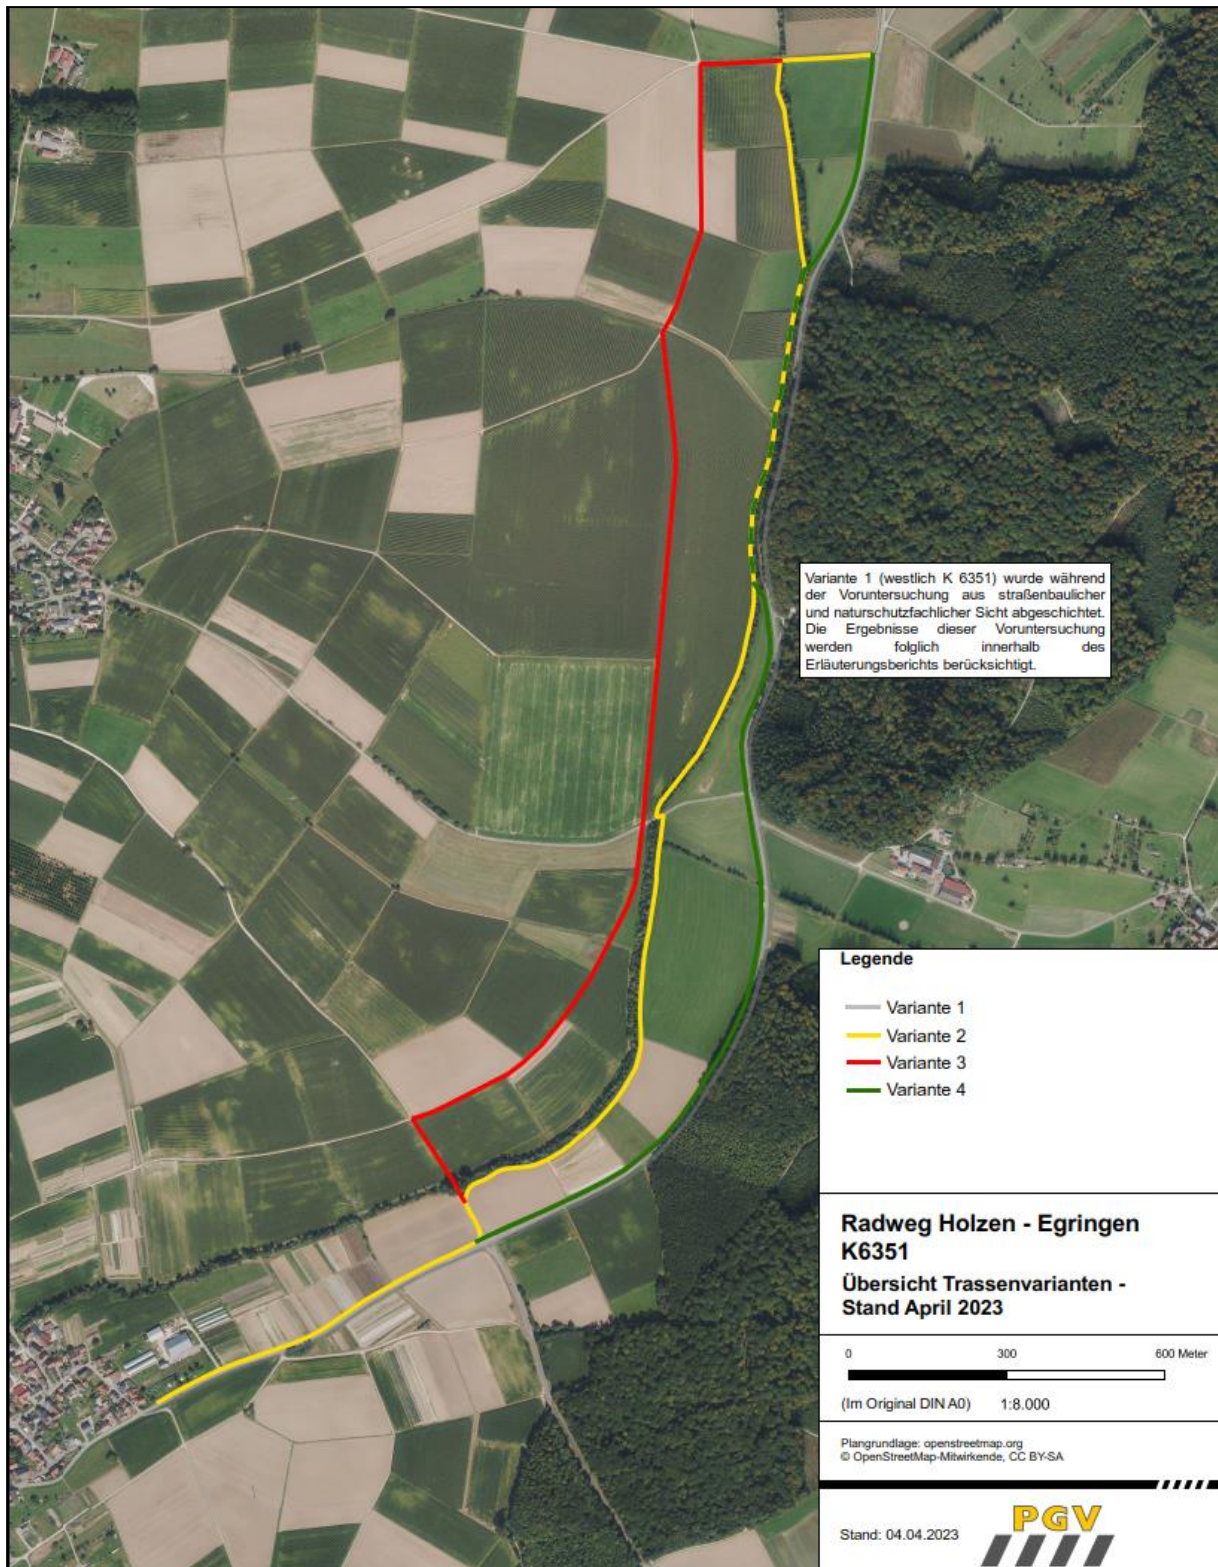 Variante 1 (westlich K 6351) wurde während
der Voruntersuchung aus straßenbaulicher
und naturschutzfachlicher Sicht abgeschichtet.
Die Ergebnisse dieser Voruntersuchung
werden folglich innerhalb des
Erläuterungsberichts berücksichtigt.
Legende
Variante 1
Variante 2
Variante 3
Variante 4
Radweg Holzen - Egringen
K6351
Übersicht Trassenvarianten -
Stand April 2023
0 300 600 Meter
(Im Original DIN A0) 1:8.000
Plangrundlage: openstreetmap.org
© OpenStreetMap-Mitwirkende, CC BY-SA
Stand: 04.04.2023
PGV